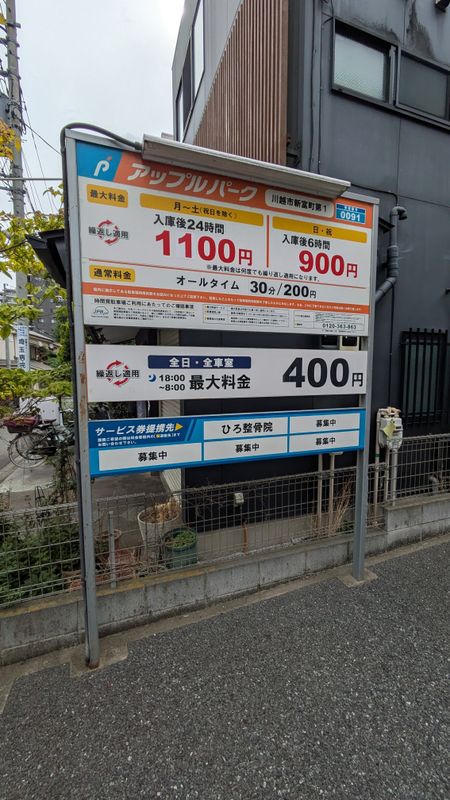 P
アップルパーク
川越市新富町第1
0091
最大料金
月〜土(祝日を除く)
日・祝
繰返し適用
入庫後24時間
1100円
入庫後6時間
900円
※最大料金は何度でも繰り返し適用になります。
通常料金
オールタイム 30分/200円
0120-363-863
繰返し適用
全日・全車室
18:00
~8:00
最大料金
400円
サービス券提携先
ひろ整骨院
募集中
募集中
募集中
募集中